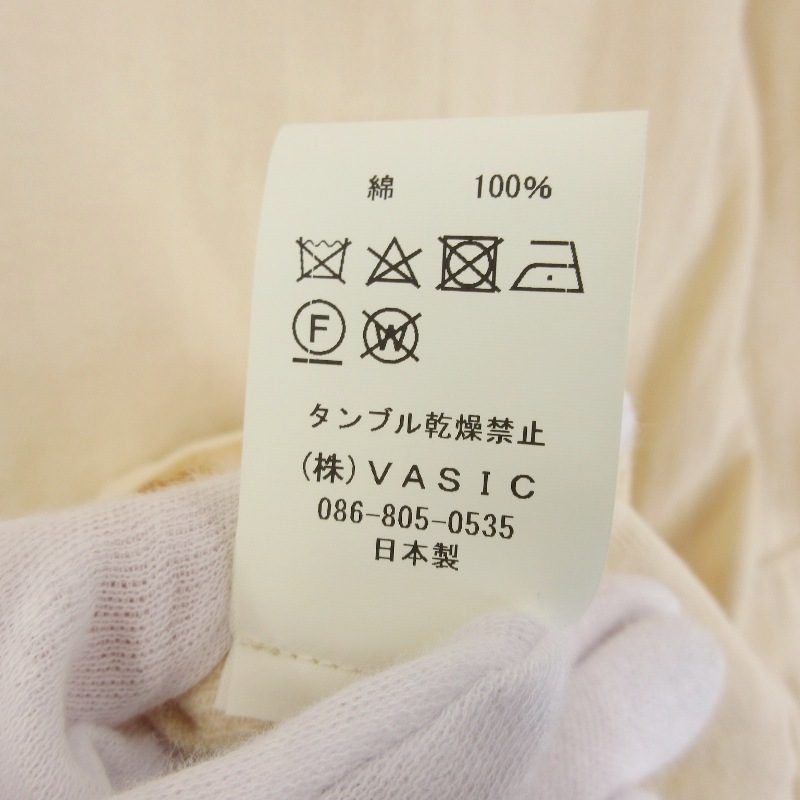 綿 100%
F W
タンブル乾燥禁止
(株)VASIC
086-805-0535
日本製